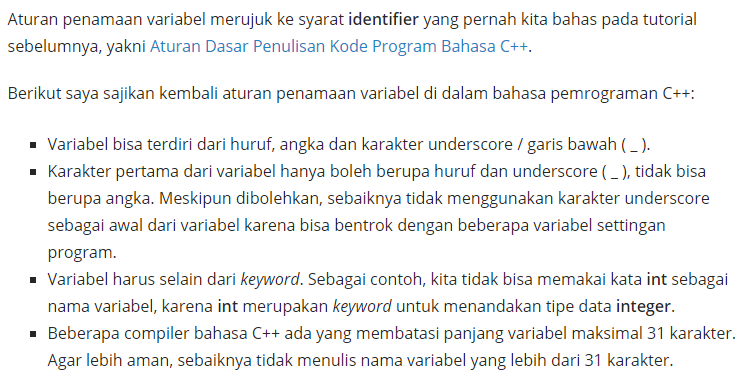 Aturan penamaan variabel merujuk ke syarat identifier yang pernah kita bahas pada tutorial
sebelumnya, yakni Aturan Dasar Penulisan Kode Program Bahasa C++.
Berikut saya sajikan kembali aturan penamaan variabel di dalam bahasa pemrograman C++:
▪ Variabel bisa terdiri dari huruf, angka dan karakter underscore / garis bawah ( _ ).
▪ Karakter pertama dari variabel hanya boleh berupa huruf dan underscore ( _ ), tidak bisa
berupa angka. Meskipun dibolehkan, sebaiknya tidak menggunakan karakter underscore
sebagai awal dari variabel karena bisa bentrok dengan beberapa variabel settingan
program.
▪ Variabel harus selain dari keyword. Sebagai contoh, kita tidak bisa memakai kata int sebagai
nama variabel, karena int merupakan keyword untuk menandakan tipe data integer.
▪ Beberapa compiler bahasa C++ ada yang membatasi panjang variabel maksimal 31 karakter.
Agar lebih aman, sebaiknya tidak menulis nama variabel yang lebih dari 31 karakter.